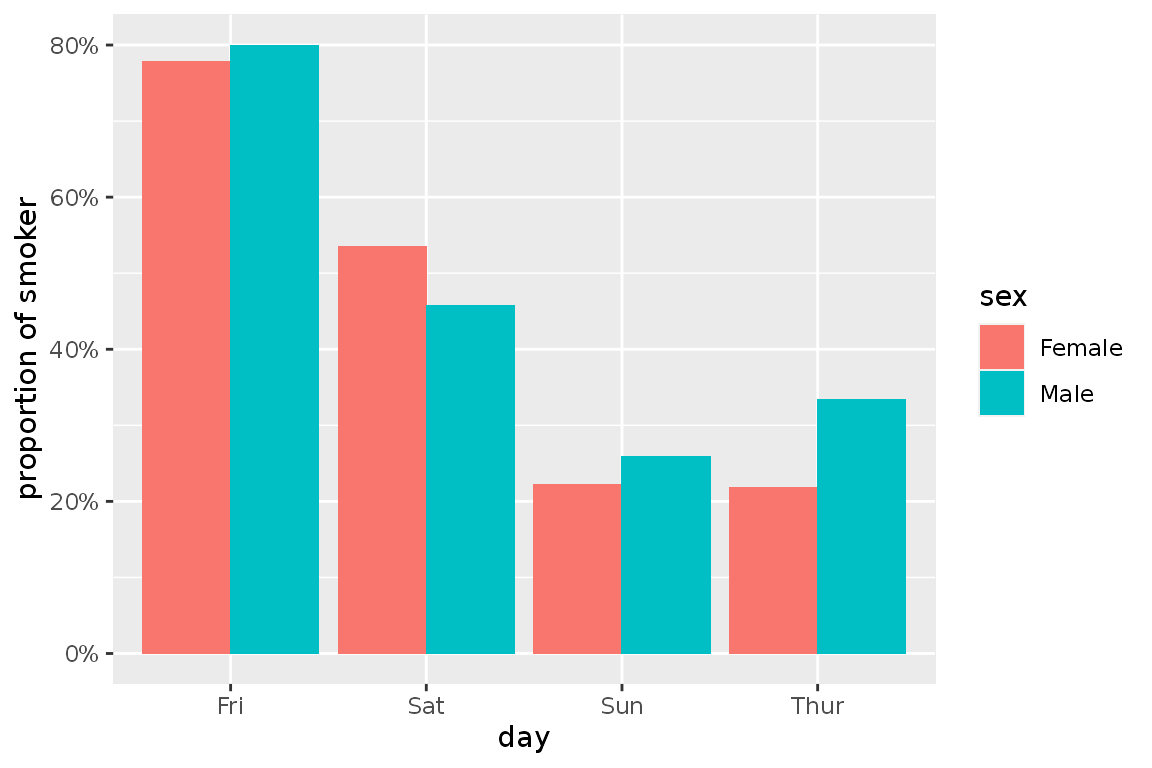 80%
60%
40%
20%
0%
proportion of smoker
Fri
Sat
Sun
Thur
day
sex
Female
Male